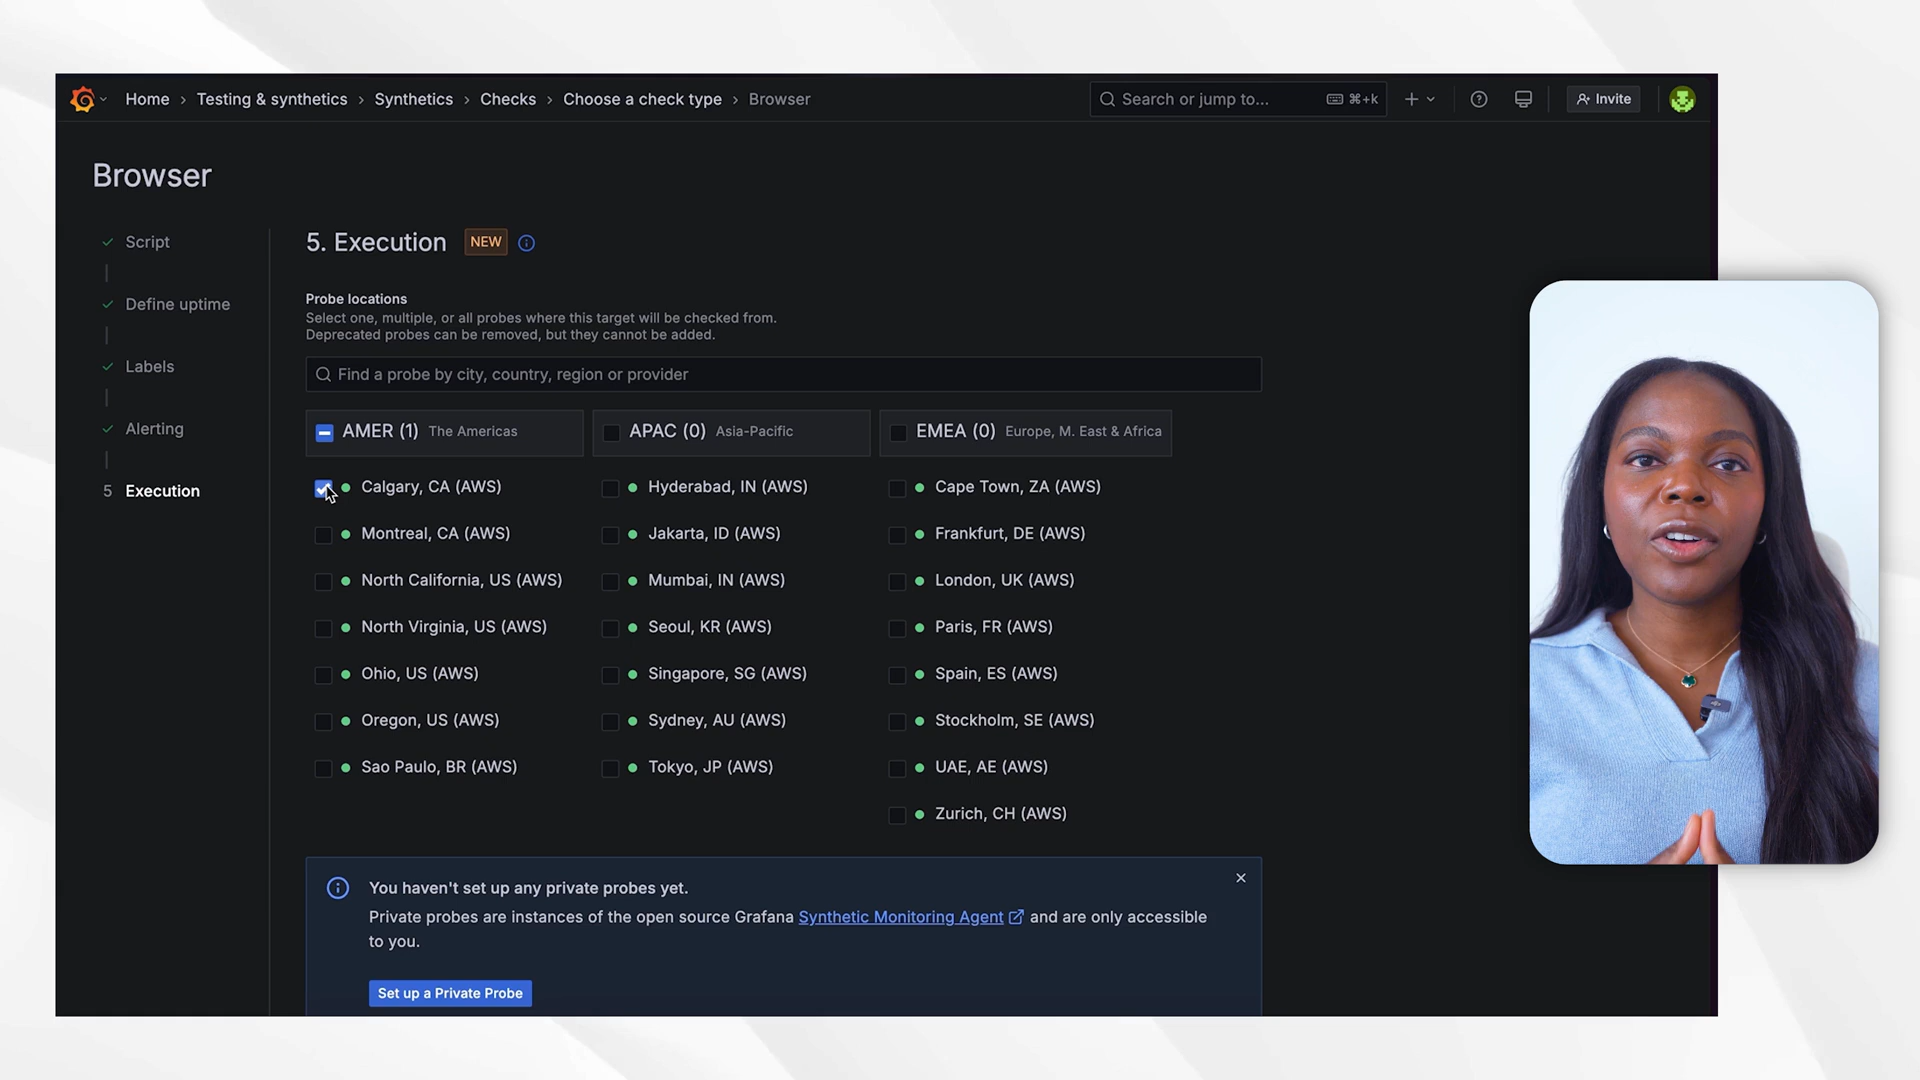 Home > Testing & synthetics > Synthetics > Checks > Choose a check type > Browser
Search or jump to... ⌘+k
Invite
Browser
Script
Define uptime
Labels
Alerting
5 Execution
5. Execution NEW
Probe locations
Select one, multiple, or all probes where this target will be checked from.
Deprecated probes can be removed, but they cannot be added.
Find a probe by city, country, region or provider
AMER (1) The Americas
Calgary, CA (AWS)
Montreal, CA (AWS)
North California, US (AWS)
North Virginia, US (AWS)
Ohio, US (AWS)
Oregon, US (AWS)
Sao Paulo, BR (AWS)
APAC (0) Asia-Pacific
Hyderabad, IN (AWS)
Jakarta, ID (AWS)
Mumbai, IN (AWS)
Seoul, KR (AWS)
Singapore, SG (AWS)
Sydney, AU (AWS)
Tokyo, JP (AWS)
EMEA (0) Europe, M. East & Africa
Cape Town, ZA (AWS)
Frankfurt, DE (AWS)
London, UK (AWS)
Paris, FR (AWS)
Spain, ES (AWS)
Stockholm, SE (AWS)
UAE, AE (AWS)
Zurich, CH (AWS)
You haven't set up any private probes yet.
Private probes are instances of the open source Grafana Synthetic Monitoring Agent and are only accessible
to you.
Set up a Private Probe